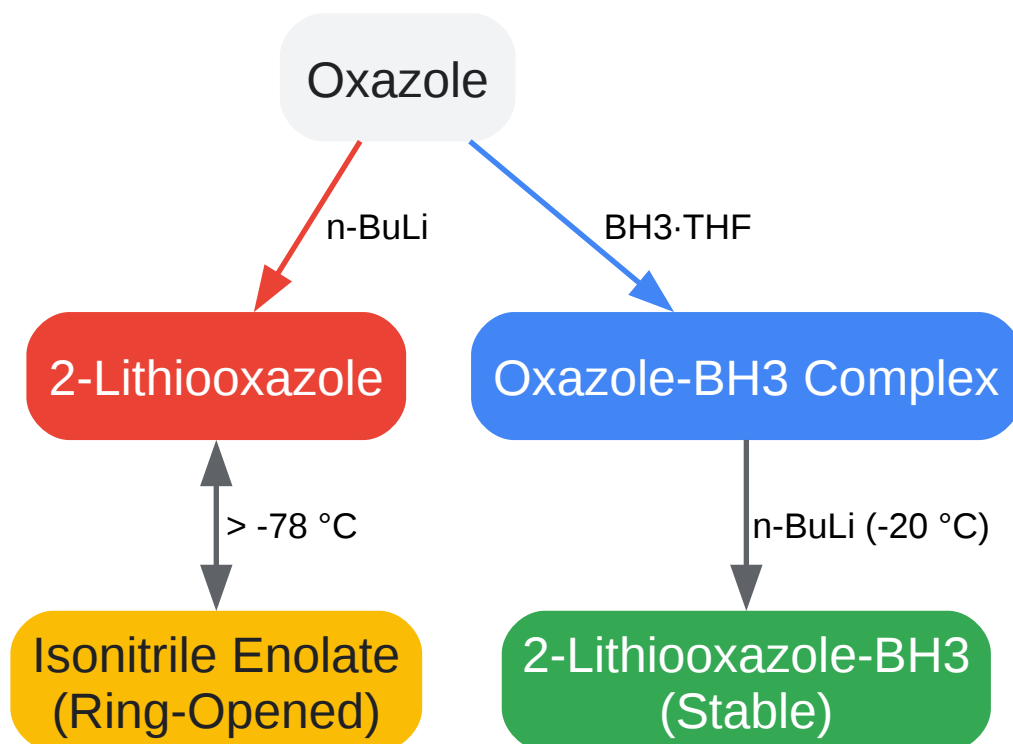 Oxazole
n-BuLi
BH3·THF
2-Lithiooxazole
Oxazole-BH3 Complex
> -78 °C
n-BuLi (-20 °C)
Isonitrile Enolate
(Ring-Opened)
2-Lithiooxazole-BH3
(Stable)